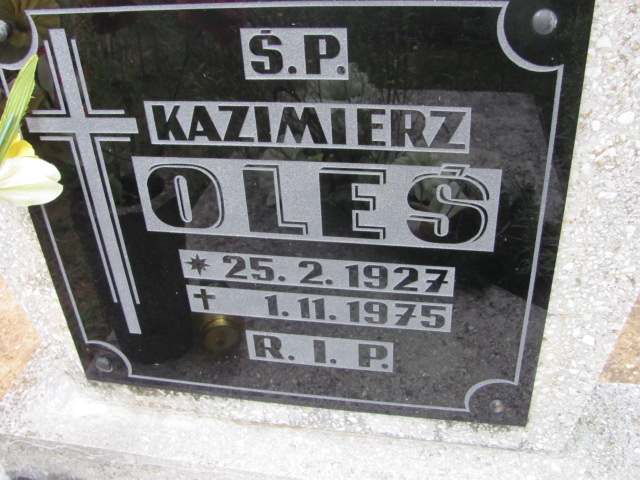 Ś.P.
KAZIMIERZ
OLEŚ
* 25. 2. 1927
† 1. 11. 1975
R. I. P.